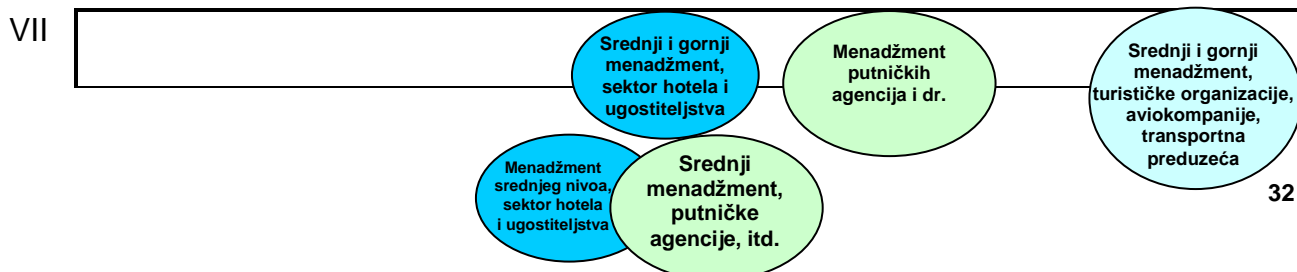 VII
Srednji i gornji
menadžment,
sektor hotela i
ugostiteljstva
Menadžment
putničkih
agencija i dr.
Srednji i gornji
menadžment,
turističke organizacije,
aviokompanije,
transportna
preduzeća
Menadžment
srednjeg nivoa,
sektor hotela
i ugostiteljstva
Srednji
menadžment,
putničke
agencije, itd.
32